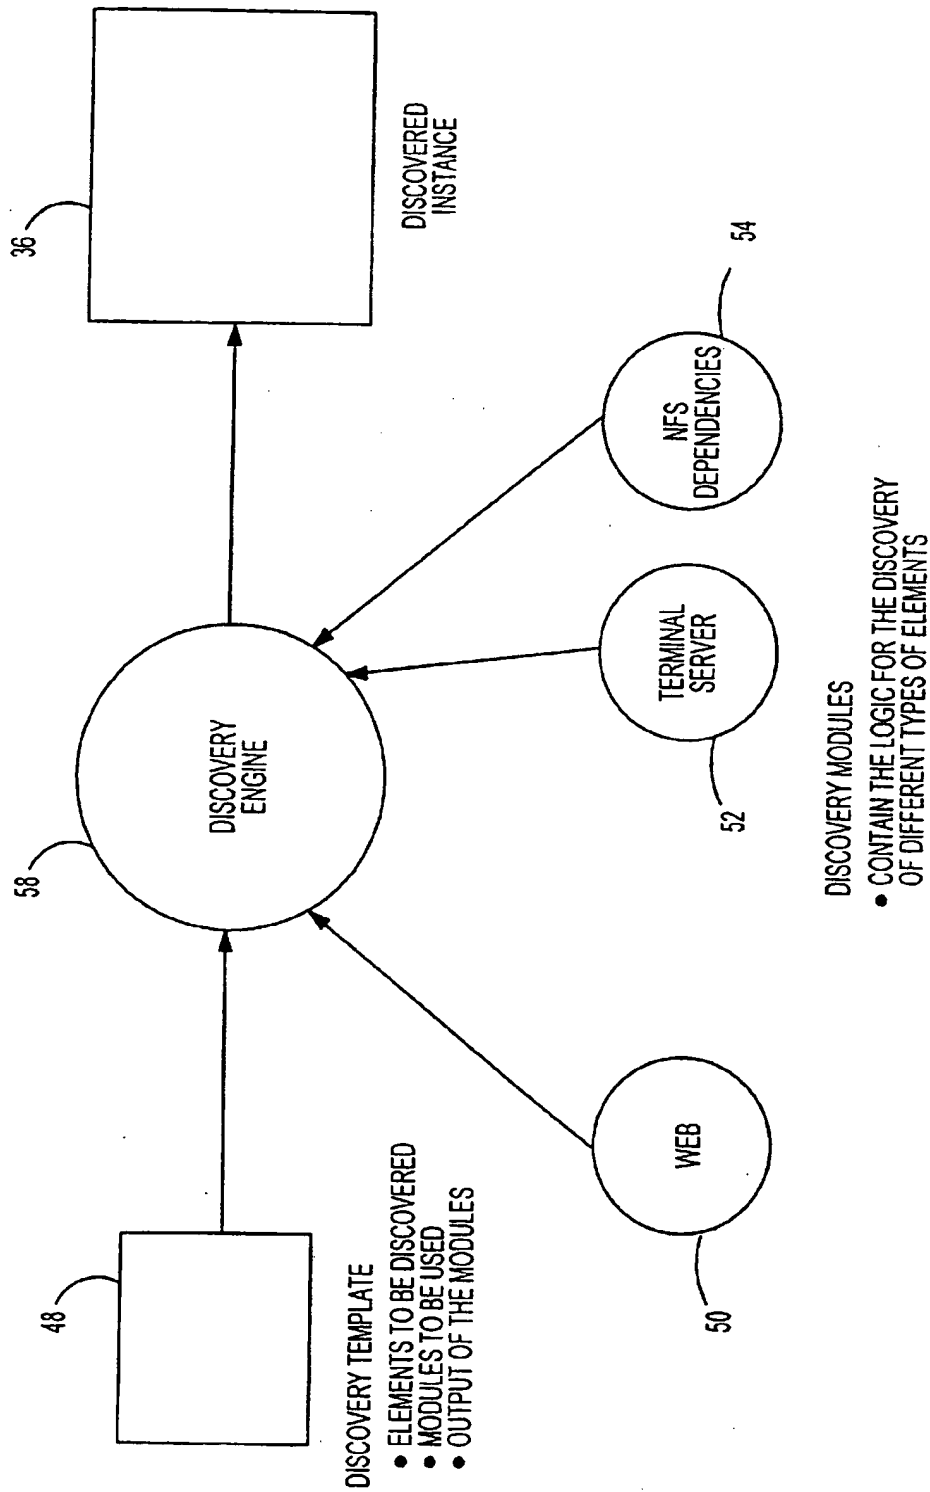 48
DISCOVERY TEMPLATE
• ELEMENTS TO BE DISCOVERED
• MODULES TO BE USED
• OUTPUT OF THE MODULES
58
DISCOVERY
ENGINE
36
DISCOVERED
INSTANCE
WEB
50
TERMINAL
SERVER
52
NFS
DEPENDENCIES
54
DISCOVERY MODULES
• CONTAIN THE LOGIC FOR THE DISCOVERY
OF DIFFERENT TYPES OF ELEMENTS